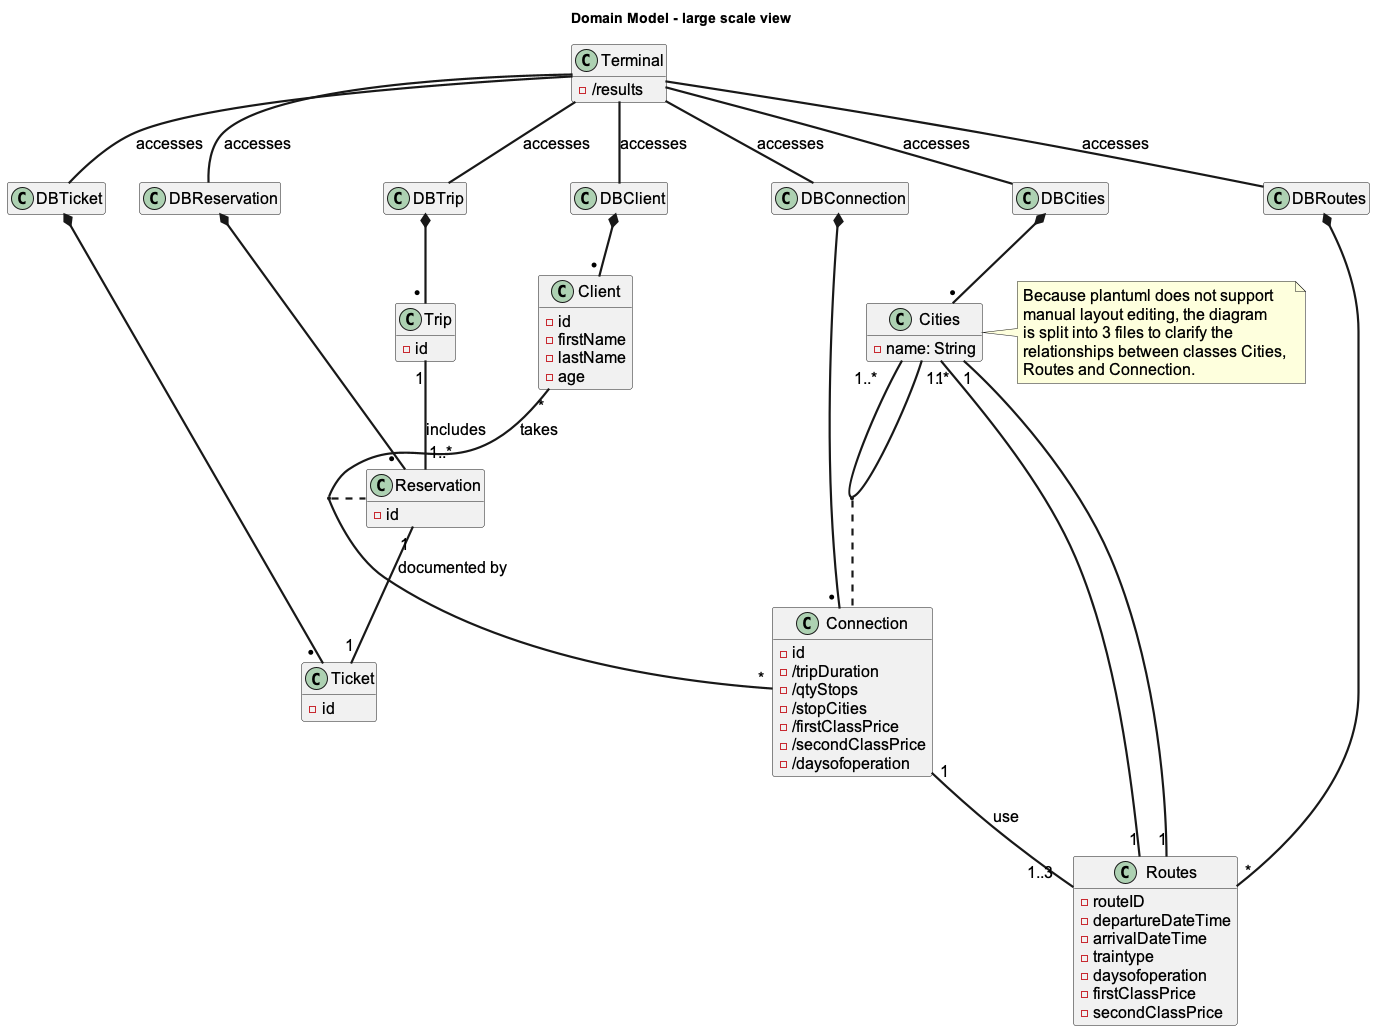 Domain Model - large scale view
C Terminal
/results
accesses
accesses
accesses
accesses
accesses
accesses
accesses
C DBTicket
C DBReservation
C DBTrip
C DBClient
C DBConnection
C DBCities
C DBRoutes
C Client
id
firstName
lastName
age
C Trip
id
C Cities
name: String
Because plantuml does not support
manual layout editing, the diagram
is split into 3 files to clarify the
relationships between classes Cities,
Routes and Connection.
1
*
1..*
1..*
1
1
includes
takes
1..*
C Reservation
id
1
documented by
1
*
C Ticket
id
C Connection
id
/tripDuration
/qtyStops
/stopCities
/firstClassPrice
/secondClassPrice
/daysofoperation
1
use
1..3
1
1
*
C Routes
routeID
departureDateTime
arrivalDateTime
traintype
daysofoperation
firstClassPrice
secondClassPrice